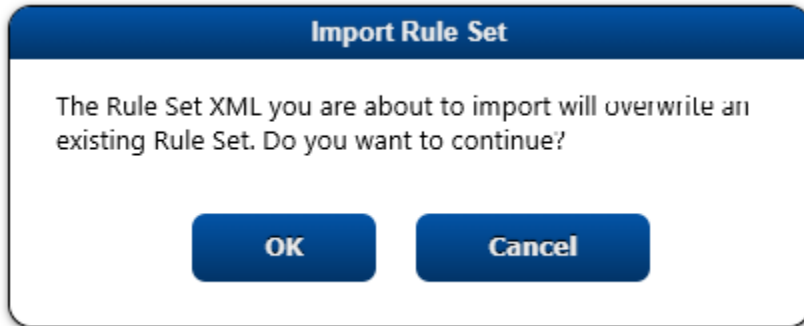 Import Rule Set
The Rule Set XML you are about to import will overwrite an
existing Rule Set. Do you want to continue?
OK
Cancel